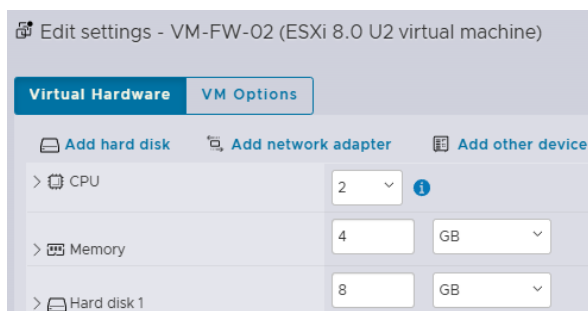 Edit settings - VM-FW-02 (ESXi 8.0 U2 virtual machine)
Virtual Hardware VM Options
Add hard disk Add network adapter Add other device
CPU 2
Memory 4 GB
Hard disk 1 8 GB